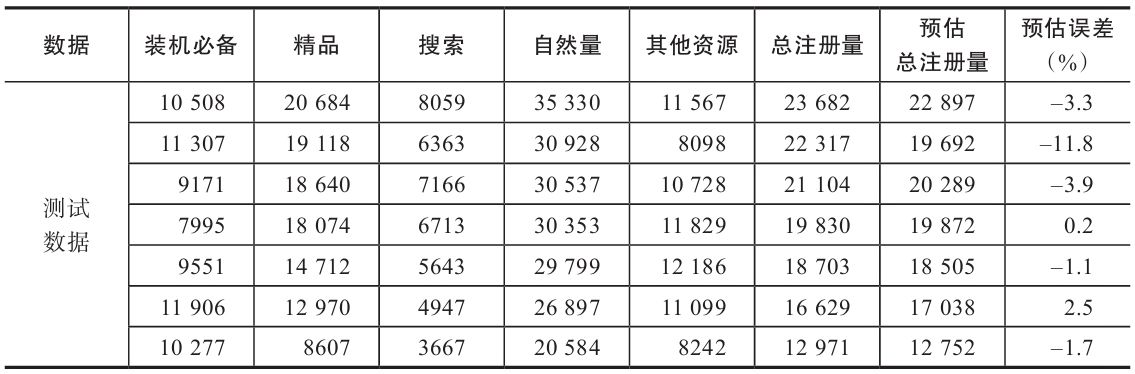 数据 装机必备 精品 搜索 自然量 其他资源 总注册量 预估总注册量 预估误差（%）
测试数据
10 508 20 684 8059 35 330 11 567 23 682 22 897 –3.3
11 307 19 118 6363 30 928 8098 22 317 19 692 –11.8
9171 18 640 7166 30 537 10 728 21 104 20 289 –3.9
7995 18 074 6713 30 353 11 829 19 830 19 872 0.2
9551 14 712 5643 29 799 12 186 18 703 18 505 –1.1
11 906 12 970 4947 26 897 11 099 16 629 17 038 2.5
10 277 8607 3667 20 584 8242 12 971 12 752 –1.7